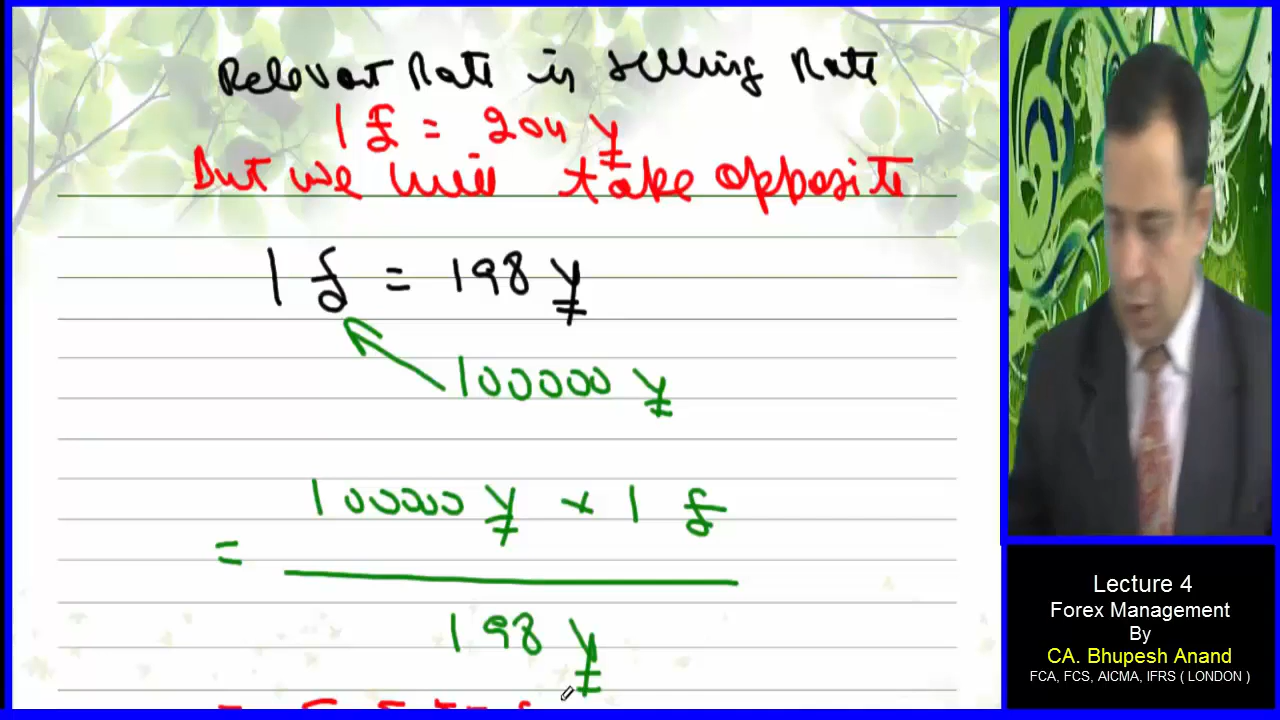 Relevant Rate is selling Rate
1 £ = 204 ¥
But we will take opposite
1 £ = 198 ¥
100000 ¥
100000 ¥ × 1 £
=
198 ¥
=
Lecture 4
Forex Management
By
CA. Bhupesh Anand
FCA, FCS, AICMA, IFRS ( LONDON )